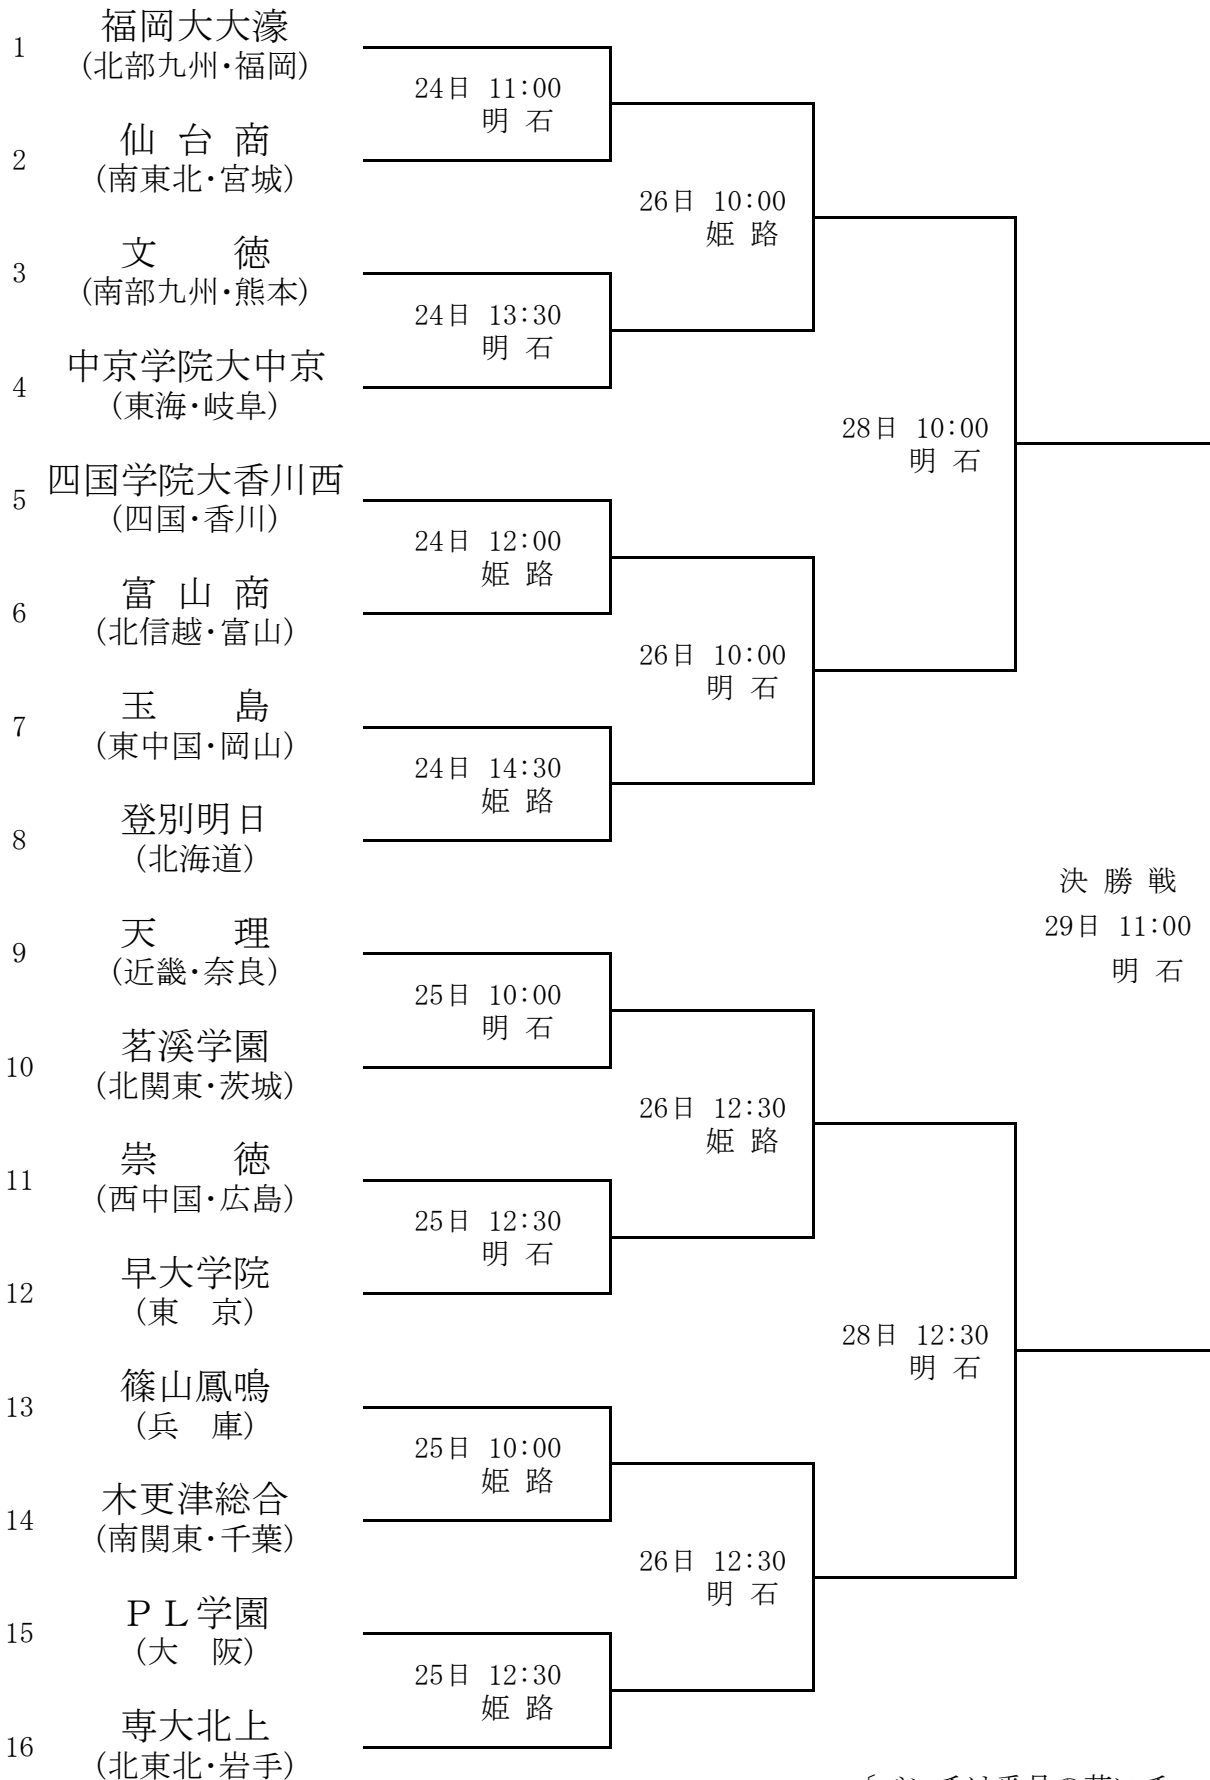 1 福岡大大濠
(北部九州・福岡)
24日 11:00
明 石
2 仙 台 商
(南東北・宮城)
26日 10:00
姫 路
3 文 徳
(南部九州・熊本)
24日 13:30
明 石
4 中京学院大中京
(東海・岐阜)
28日 10:00
明 石
5 四国学院大香川西
(四国・香川)
24日 12:00
姫 路
6 富 山 商
(北信越・富山)
26日 10:00
明 石
7 玉 島
(東中国・岡山)
24日 14:30
姫 路
8 登別明日
(北海道)
決 勝 戦
29日 11:00
明 石
9 天 理
(近畿・奈良)
25日 10:00
明 石
10 茗溪学園
(北関東・茨城)
26日 12:30
姫 路
11 崇 徳
(西中国・広島)
25日 12:30
明 石
12 早大学院
(東 京)
28日 12:30
明 石
13 篠山鳳鳴
(兵 庫)
25日 10:00
姫 路
14 木更津総合
(南関東・千葉)
26日 12:30
明 石
15 ＰＬ学園
(大 阪)
25日 12:30
姫 路
16 専大北上
(北東北・岩手)